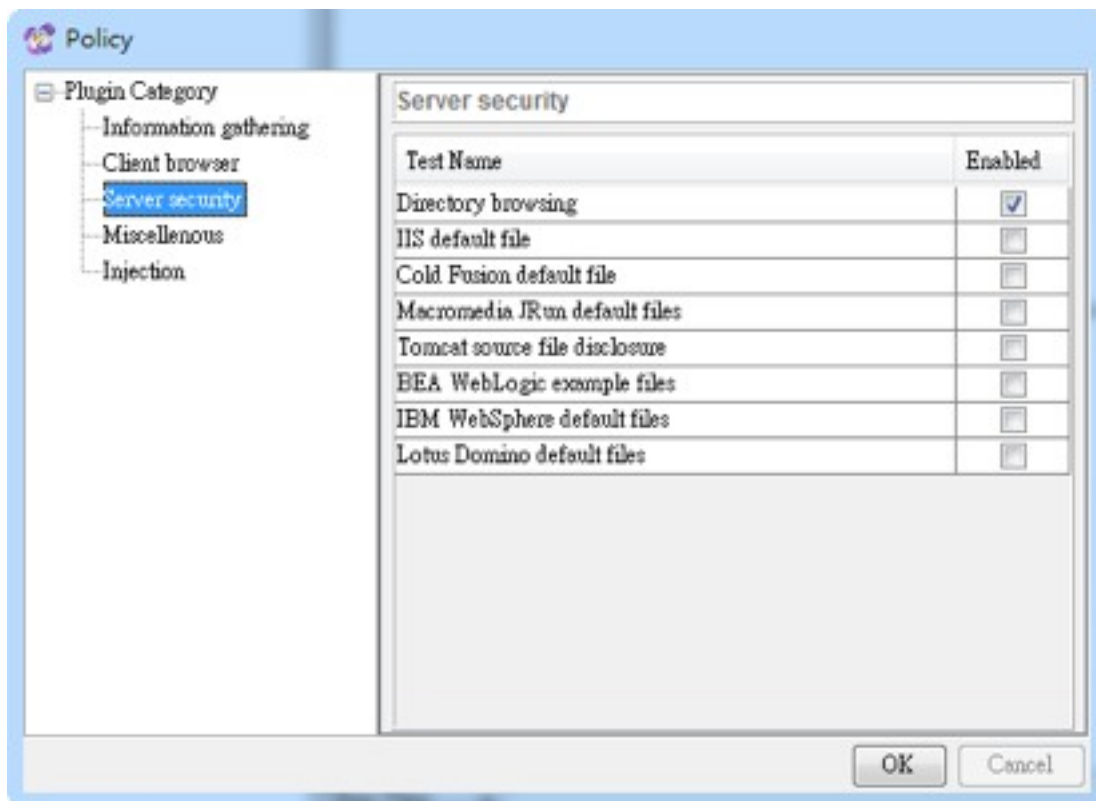 Policy
Plugin Category
Information gathering
Client browser
Server security
Miscellenous
Injection
Server security
Test Name Enabled
Directory browsing
IIS default file
Cold Fusion default file
Macromedia JRun default files
Tomcat source file disclosure
BEA WebLogic example files
IBM WebSphere default files
Lotus Domino default files
OK Cancel